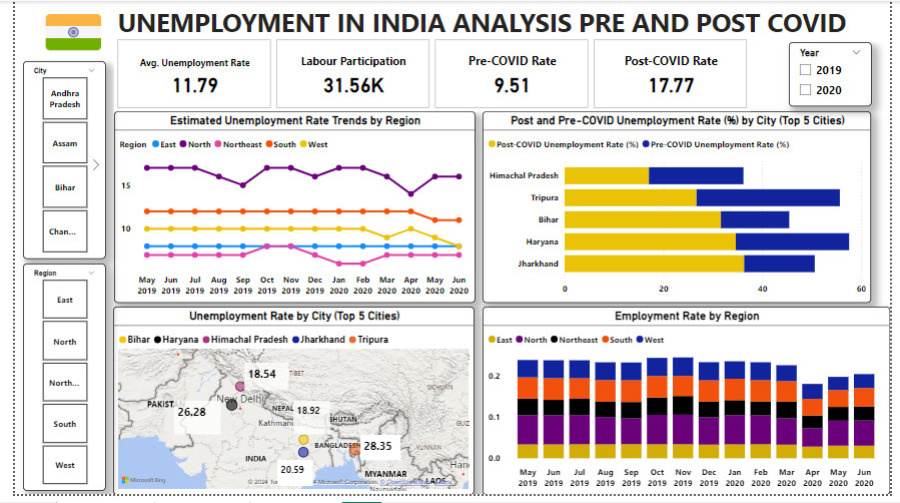 UNEMPLOYMENT IN INDIA ANALYSIS PRE AND POST COVID
City
Andhra
Pradesh
Assam
Bihar
Chan...
Region
East
North
North...
South
West
Avg. Unemployment Rate
11.79
Labour Participation
31.56K
Pre-COVID Rate
9.51
Post-COVID Rate
17.77
Year
2019
2020
Estimated Unemployment Rate Trends by Region
Region East North Northeast South West
15
10
May Jun Jul Aug Sep Oct Nov Dec Jan Feb Mar Apr May Jun
2019 2019 2019 2019 2019 2019 2019 2019 2020 2020 2020 2020 2020 2020
Post and Pre-COVID Unemployment Rate (%) by City (Top 5 Cities)
Post-COVID Unemployment Rate (%) Pre-COVID Unemployment Rate (%)
Himachal Pradesh
Tripura
Bihar
Haryana
Jharkhand
0 20 40 60
Unemployment Rate by City (Top 5 Cities)
Bihar Haryana Himachal Pradesh Jharkhand Tripura
18.54
TIBET
SICHUAN
New Delhi
PAKIST
26.28
NEPAL
18.92
BHUTAN
GUZ
Kathman
BANGLADESH
28.35
YUNNAN
INDIA
20.59
MYANMAR
Han
LAOS
Microsoft Bing
© 2024 To
4 Microsoft Corporation, © OpenStreetMap
Employment Rate by Region
East North Northeast South West
0.2
0.1
0.0
May Jun Jul Aug Sep Oct Nov Dec Jan Feb Mar Apr May Jun
2019 2019 2019 2019 2019 2019 2019 2019 2020 2020 2020 2020 2020 2020